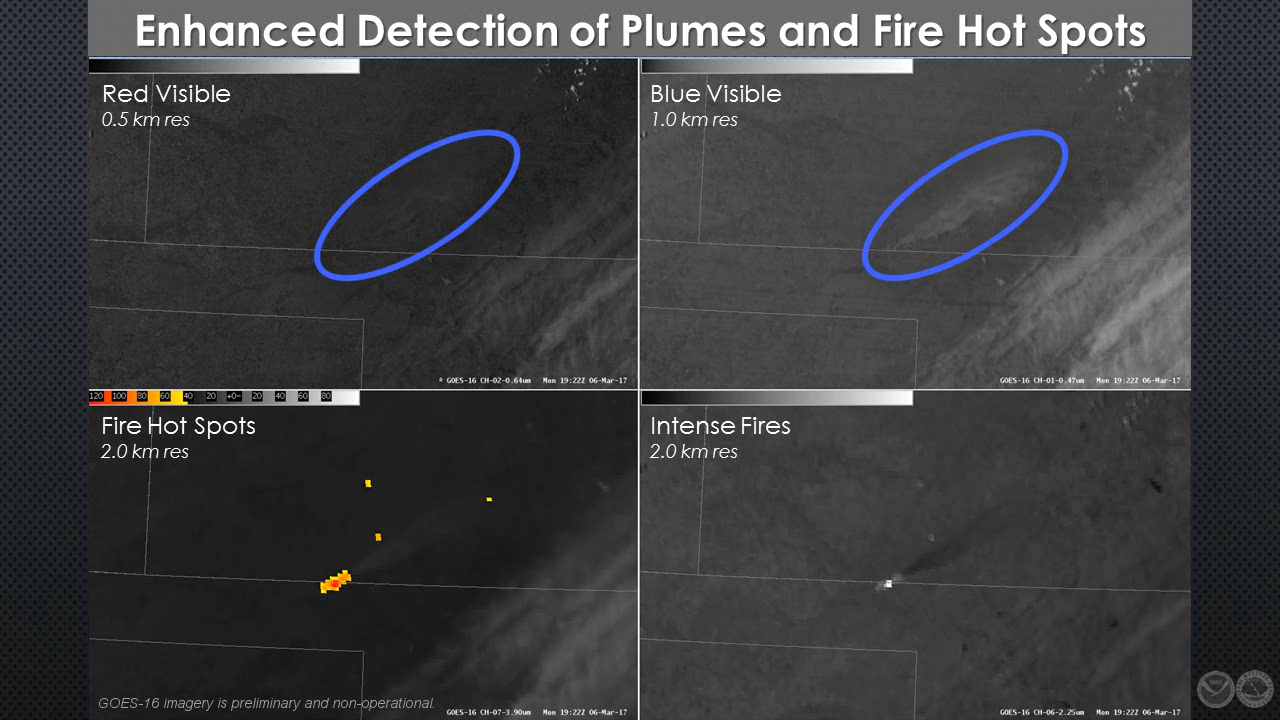 Enhanced Detection of Plumes and Fire Hot Spots
Red Visible
0.5 km res
Blue Visible
1.0 km res
GOES-16 CH-02-0.64um Mon 19:22Z 06-Mar-17
GOES-16 CH-01-0.47um Mon 19:22Z 06-Mar-17
120 100 80 60 40 20 +0- 20 40 60 80
Fire Hot Spots
2.0 km res
Intense Fires
2.0 km res
GOES-16 imagery is preliminary and non-operational.
GOES-16 CH-07-3.90um Mon 19:22Z 06-Mar-17
GOES-16 CH-06-2.25um Mon 19:22Z 06-Mar-17